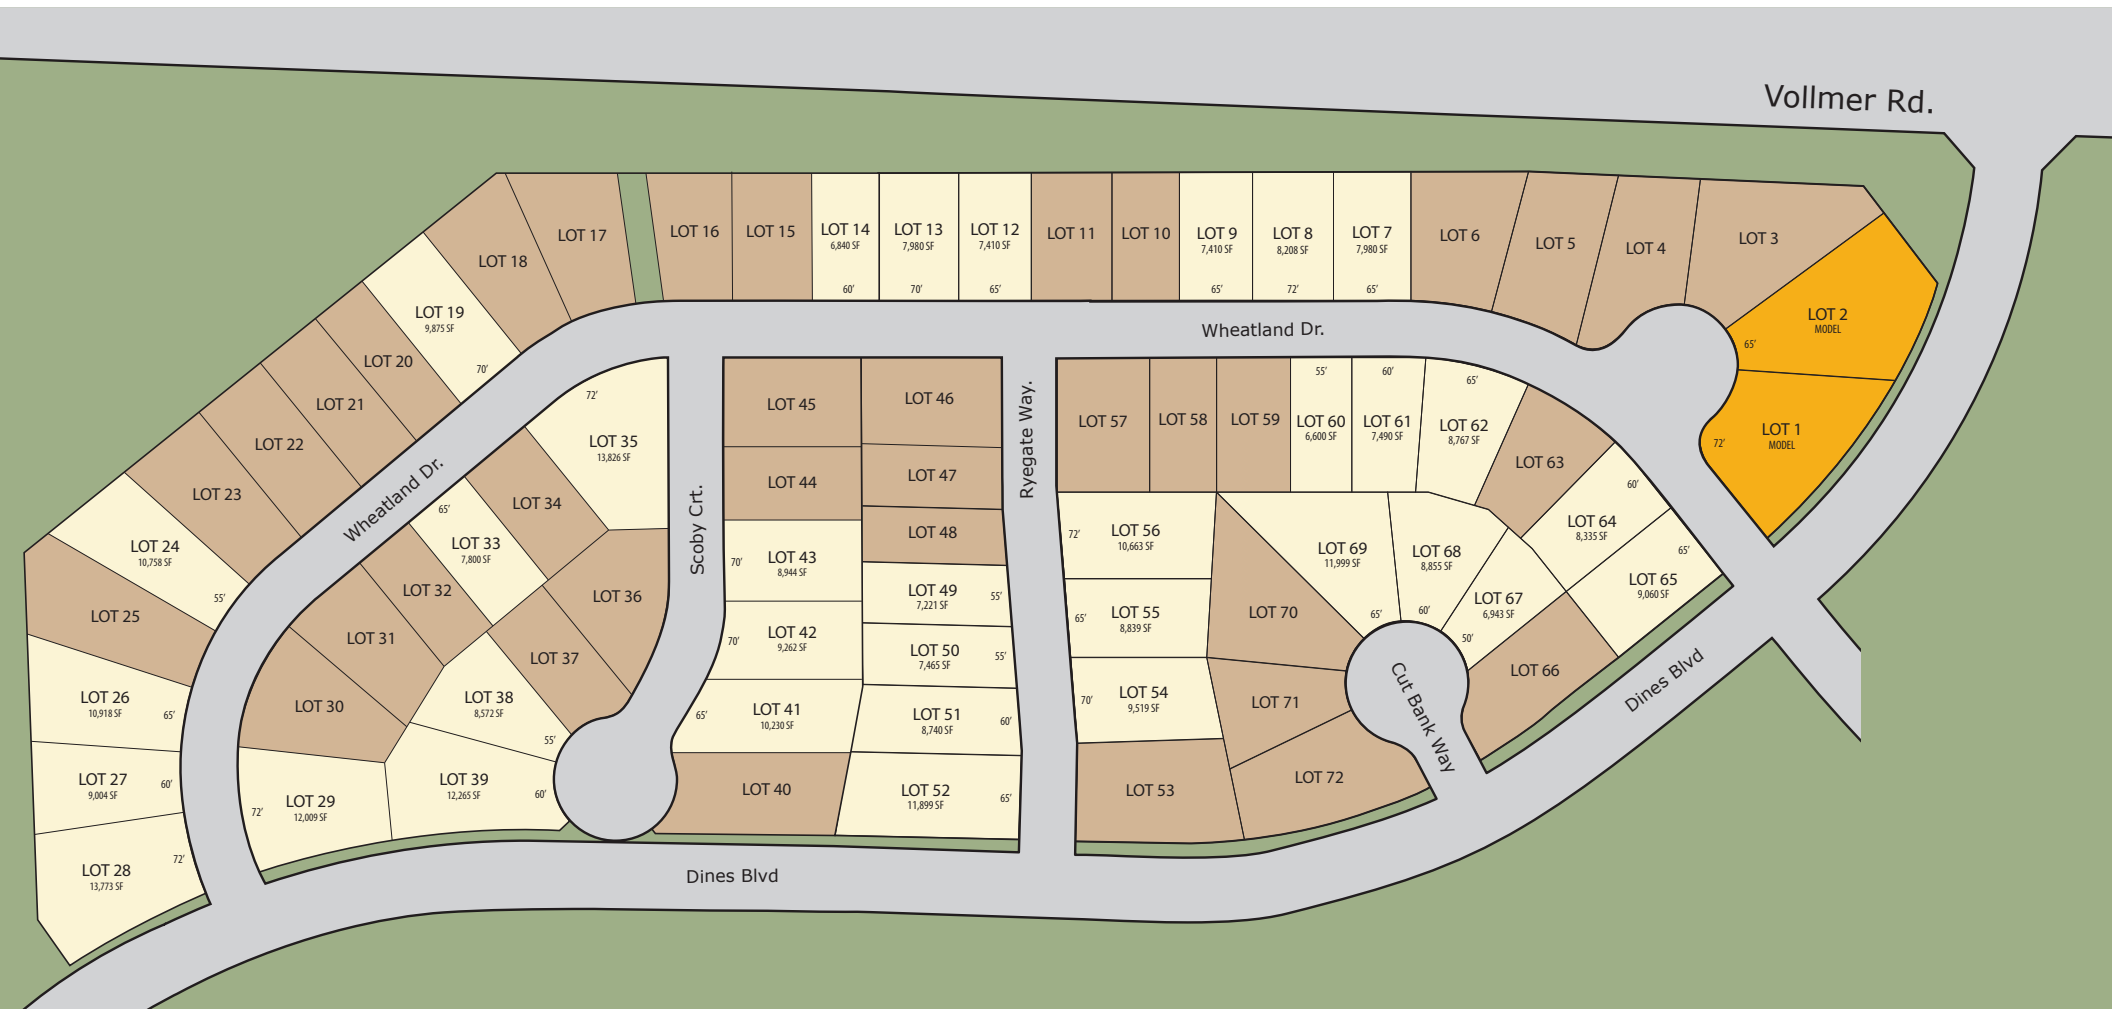 Vollmer Rd.
LOT 18
LOT 17
LOT 16
LOT 15
LOT 14
6,840 SF
60'
LOT 13
7,980 SF
70'
LOT 12
7,410 SF
65'
LOT 11
LOT 10
LOT 9
7,410 SF
65'
LOT 8
8,208 SF
72'
LOT 7
7,980 SF
65'
LOT 6
LOT 5
LOT 4
LOT 3
LOT 2
MODEL
65'
LOT 1
MODEL
72'
Wheatland Dr.
LOT 19
9,875 SF
70'
LOT 20
LOT 21
LOT 22
LOT 23
LOT 24
10,758 SF
55'
LOT 25
LOT 26
10,918 SF
65'
LOT 27
9,004 SF
60'
LOT 28
13,773 SF
72'
Wheatland Dr.
72'
LOT 35
13,826 SF
LOT 34
65'
LOT 33
7,800 SF
LOT 32
LOT 31
LOT 30
LOT 29
12,009 SF
72'
LOT 36
LOT 37
LOT 38
8,572 SF
55'
LOT 39
12,265 SF
60'
Scoby Crt.
LOT 45
LOT 44
LOT 43
8,944 SF
70'
LOT 42
9,262 SF
70'
LOT 41
10,230 SF
65'
LOT 40
LOT 46
LOT 47
LOT 48
LOT 49
7,221 SF
55'
LOT 50
7,465 SF
55'
LOT 51
8,740 SF
60'
LOT 52
11,899 SF
65'
Ryegate Way.
LOT 57
LOT 58
LOT 59
55'
LOT 60
6,600 SF
60'
LOT 61
7,490 SF
65'
LOT 62
8,767 SF
LOT 63
60'
LOT 64
8,335 SF
65'
LOT 65
9,060 SF
72'
LOT 56
10,663 SF
65'
LOT 55
8,839 SF
70'
LOT 54
9,519 SF
LOT 53
LOT 69
11,999 SF
65'
LOT 68
8,855 SF
60'
LOT 67
6,943 SF
50'
LOT 66
LOT 70
LOT 71
LOT 72
Cut Bank Way
Dines Blvd
Dines Blvd